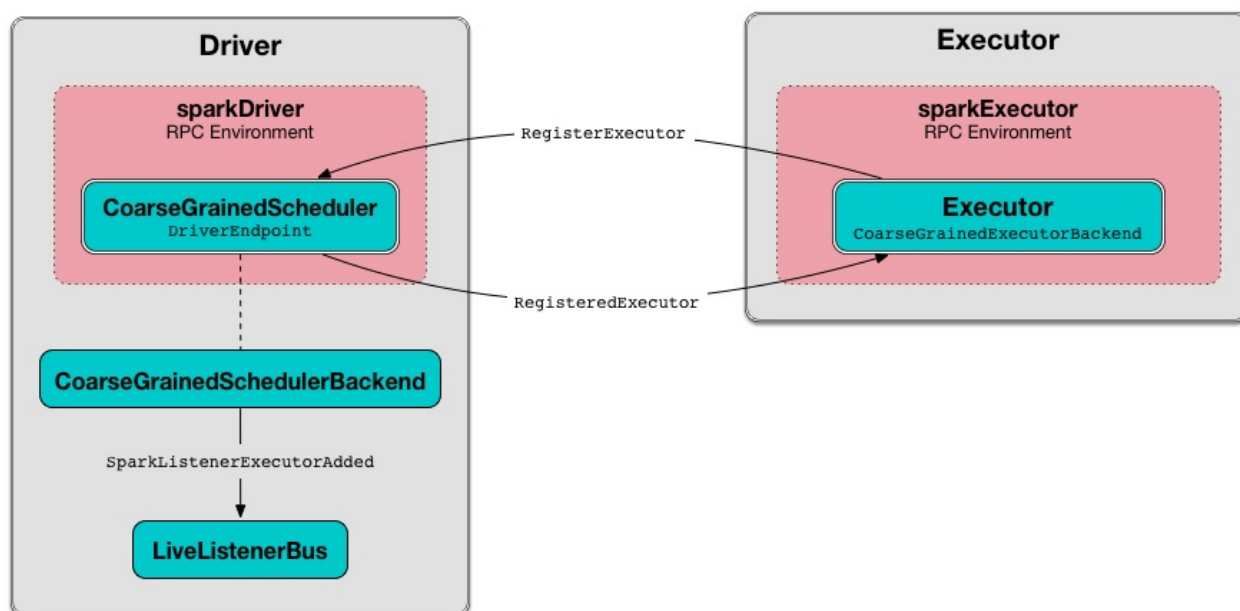 Driver
sparkDriver
RPC Environment
CoarseGrainedScheduler
DriverEndpoint
CoarseGrainedSchedulerBackend
SparkListenerExecutorAdded
LiveListenerBus
RegisterExecutor
RegisteredExecutor
Executor
sparkExecutor
RPC Environment
Executor
CoarseGrainedExecutorBackend